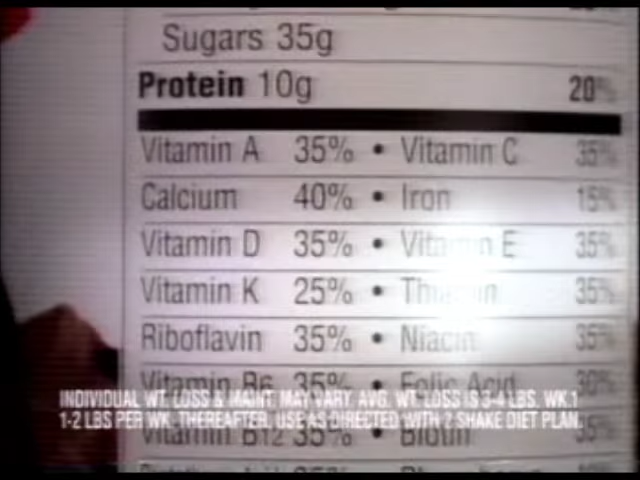 Sugars 35g
Protein 10g 20%
Vitamin A 35% • Vitamin C 35%
Calcium 40% • Iron 15%
Vitamin D 35% • Vitamin E 35%
Vitamin K 25% • Thiamin 35%
Riboflavin 35% • Niacin 35%
Vitamin B6 35% • Folic Acid 30%
INDIVIDUAL WT. LOSS & MAINT. MAY VARY. AVG. WT. LOSS IS 3-4 LBS. WK.1
1-2 LBS PER WK. THEREAFTER. USE AS DIRECTED WITH 2 SHAKE DIET PLAN.
Vitamin B12 35% • Biotin 35%